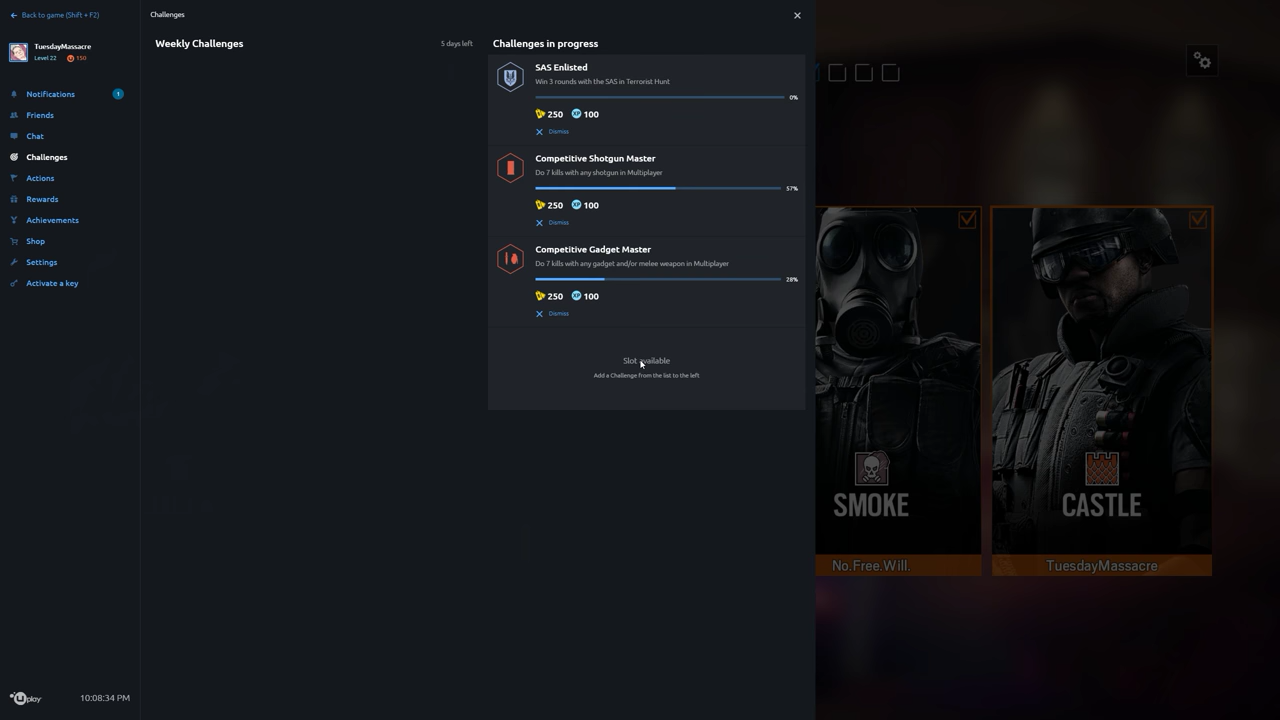 Back to game (Shift + F2)
TuesdayMassacre
Level 22 150
Notifications 1
Friends
Chat
Challenges
Actions
Rewards
Achievements
Shop
Settings
Activate a key
uplay 10:08:34 PM
Challenges
Weekly Challenges 5 days left
Challenges in progress
SAS Enlisted
Win 3 rounds with the SAS in Terrorist Hunt
0%
250 XP 100
Dismiss
Competitive Shotgun Master
Do 7 kills with any shotgun in Multiplayer
57%
250 XP 100
Dismiss
Competitive Gadget Master
Do 7 kills with any gadget and/or melee weapon in Multiplayer
28%
250 XP 100
Dismiss
Slot available
Add a Challenge from the list to the left
SMOKE
No.Free.Will.
CASTLE
TuesdayMassacre